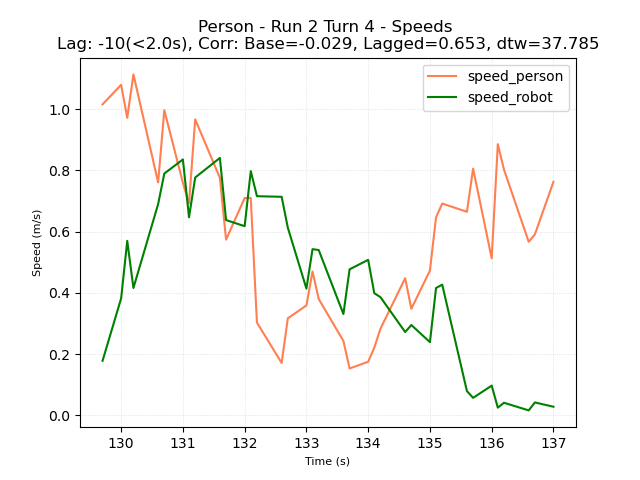 Person - Run 2 Turn 4 - Speeds
Lag: -10(<2.0s), Corr: Base=-0.029, Lagged=0.653, dtw=37.785
speed_person
speed_robot
1.0
0.8
0.6
0.4
0.2
0.0
Speed (m/s)
130 131 132 133 134 135 136 137
Time (s)